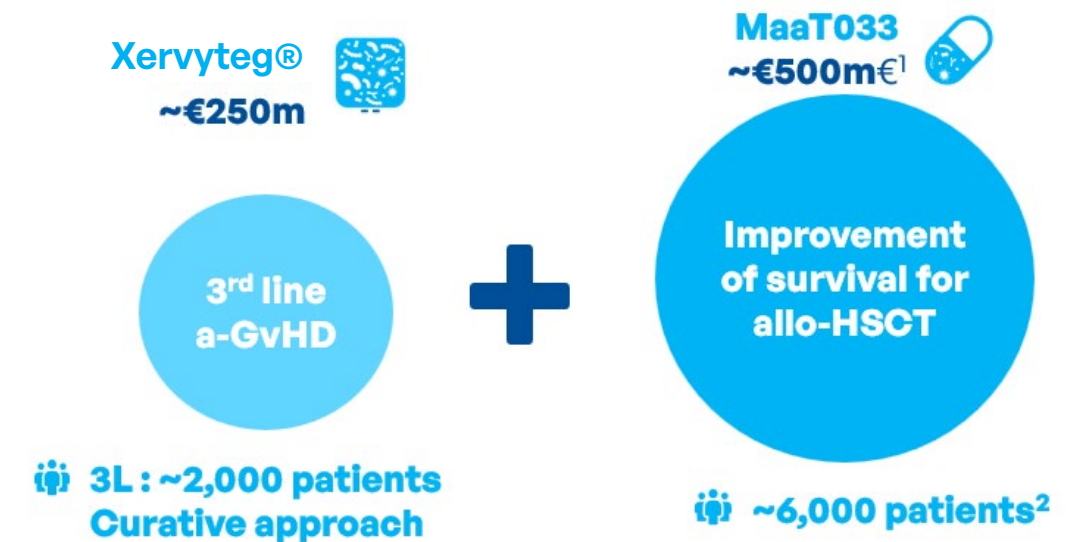 Xervyteg®
~€250m
3rd line
a-GvHD
3L : ~2,000 patients
Curative approach
MaaT033
~€500m€1
Improvement
of survival for
allo-HSCT
~6,000 patients2